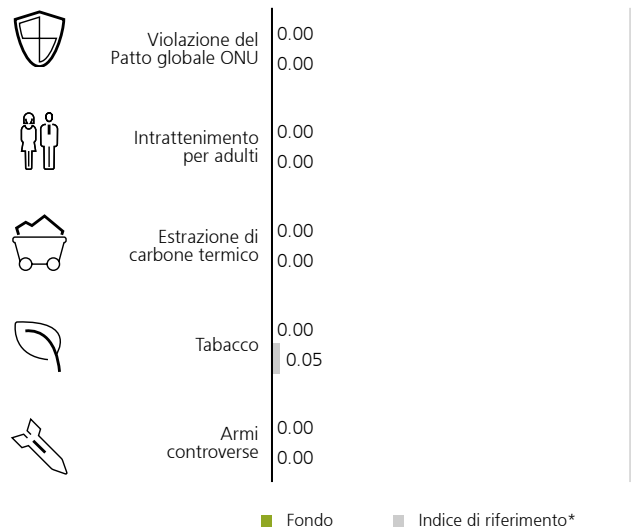 Violazione del
Patto globale ONU
0.00
0.00
Intrattenimento
per adulti
0.00
0.00
Estrazione di
carbone termico
0.00
0.00
Tabacco
0.00
0.05
Armi
controverse
0.00
0.00
Fondo
Indice di riferimento*